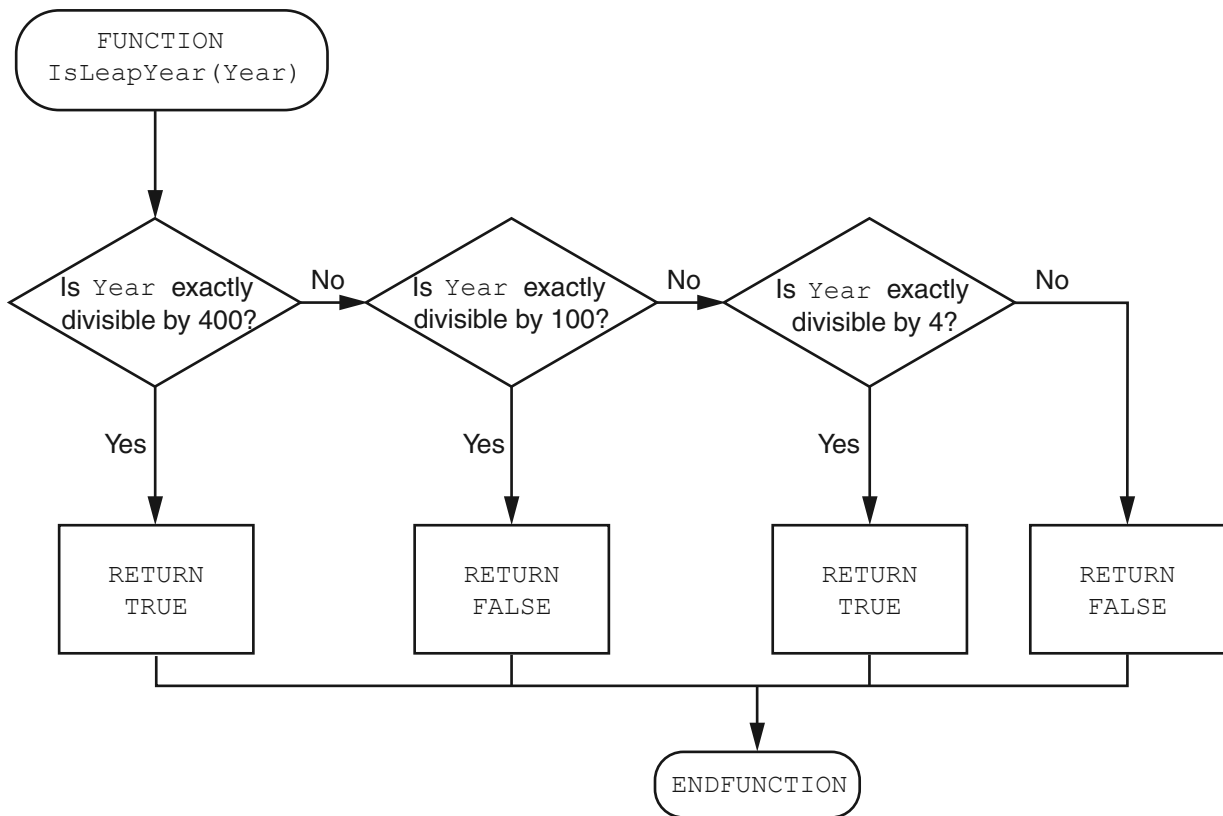 FUNCTION
IsLeapYear(Year)
Is Year exactly
divisible by 400?
No
Is Year exactly
divisible by 100?
No
Is Year exactly
divisible by 4?
No
Yes
Yes
Yes
RETURN
TRUE
RETURN
FALSE
RETURN
TRUE
RETURN
FALSE
ENDFUNCTION